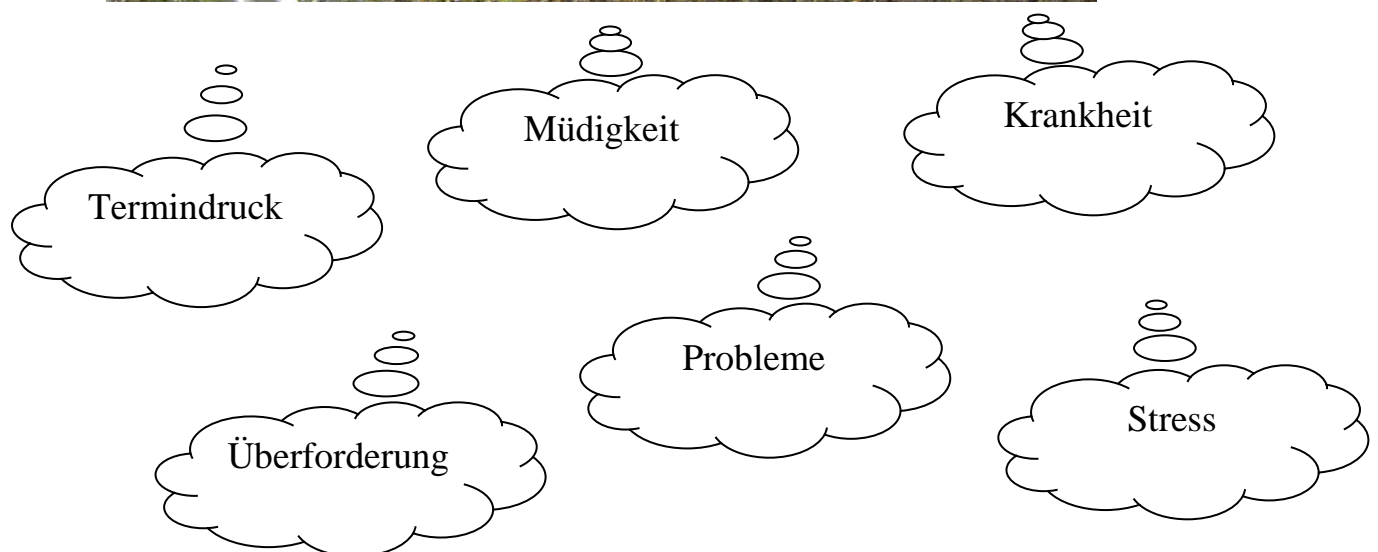 Müdigkeit
Krankheit
Termindruck
Probleme
Überforderung
Stress